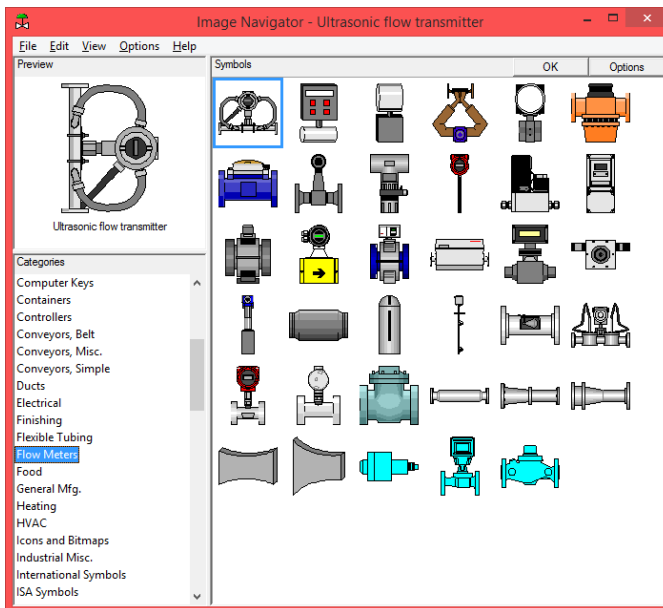 Image Navigator - Ultrasonic flow transmitter
File Edit View Options Help
Preview
Ultrasonic flow transmitter
Categories
Computer Keys
Containers
Controllers
Conveyors, Belt
Conveyors, Misc.
Conveyors, Simple
Ducts
Electrical
Finishing
Flexible Tubing
Flow Meters
Food
General Mfg.
Heating
HVAC
Icons and Bitmaps
Industrial Misc.
International Symbols
ISA Symbols
Symbols
OK
Options